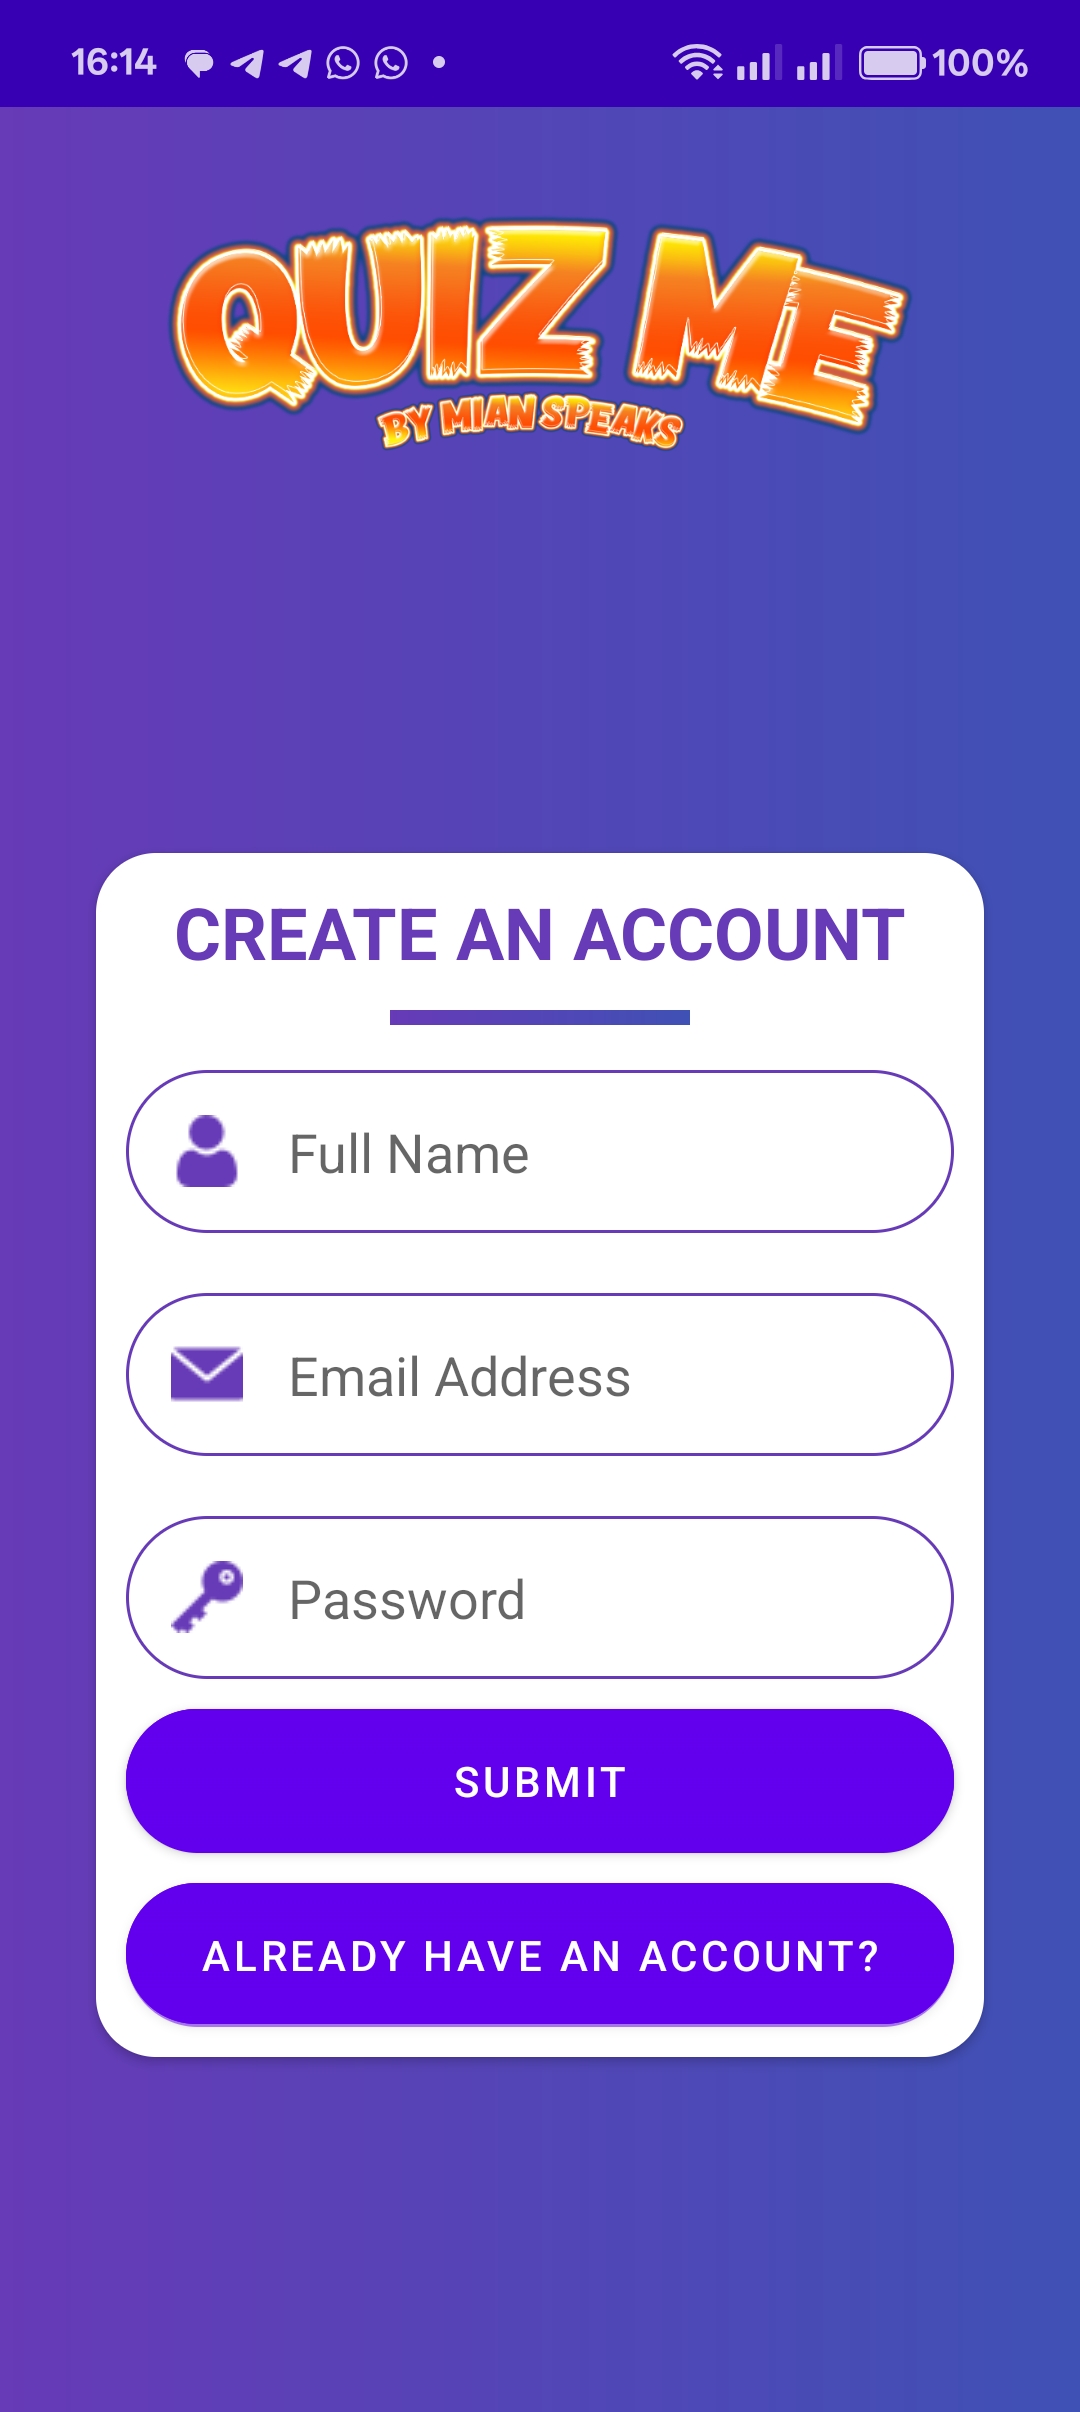 16:14
100%
QUIZ ME
BY MIAN SPEAKS
CREATE AN ACCOUNT
Full Name
Email Address
Password
SUBMIT
ALREADY HAVE AN ACCOUNT?